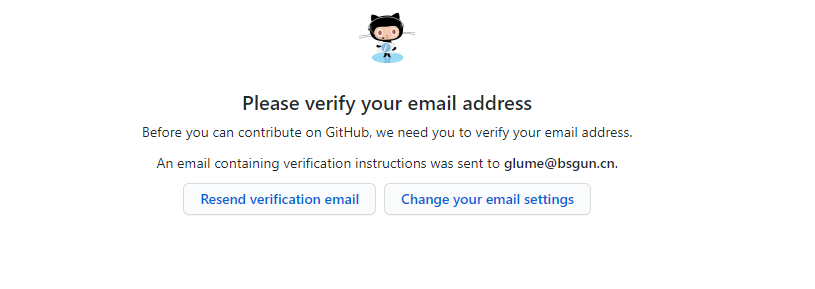 Please verify your email address
Before you can contribute on GitHub, we need you to verify your email address.
An email containing verification instructions was sent to glume@bsgun.cn.
Resend verification email
Change your email settings